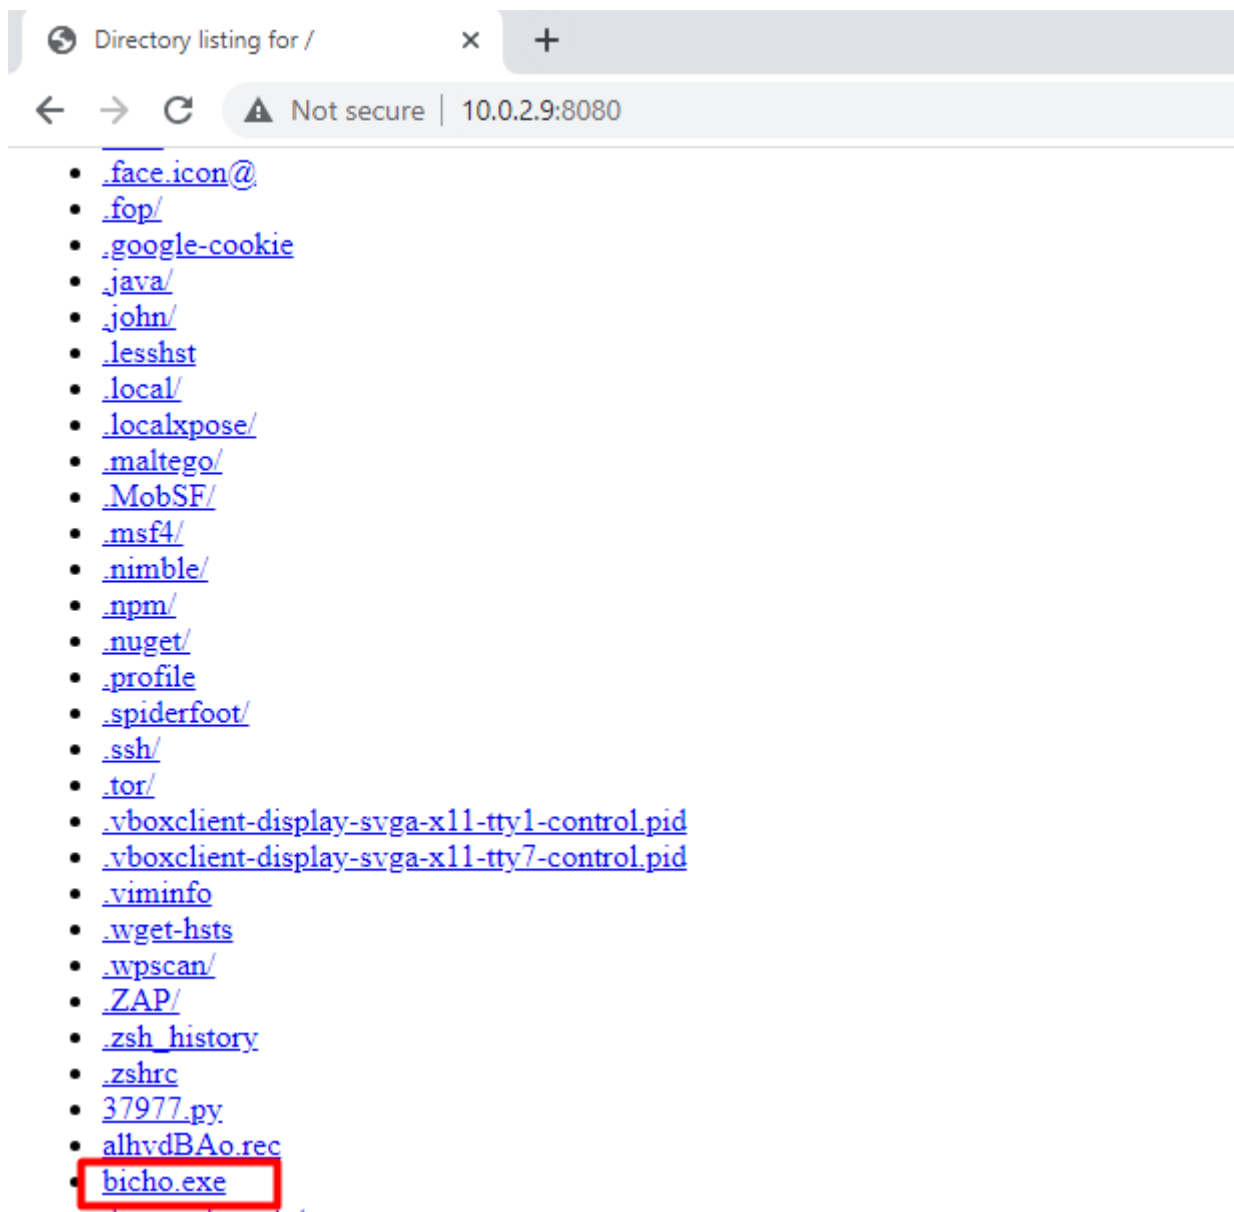 Directory listing for /
Not secure | 10.0.2.9:8080
.face.icon@
.fop/
.google-cookie
.java/
.john/
.lesshst
.local/
.localxpose/
.maltego/
.MobSF/
.msf4/
.nimble/
.npm/
.nuget/
.profile
.spiderfoot/
.ssh/
.tor/
.vboxclient-display-svga-x11-tty1-control.pid
.vboxclient-display-svga-x11-tty7-control.pid
.viminfo
.wget-hsts
.wpscan/
.ZAP/
.zsh_history
.zshrc
37977.py
alhvdBAo.rec
bicho.exe